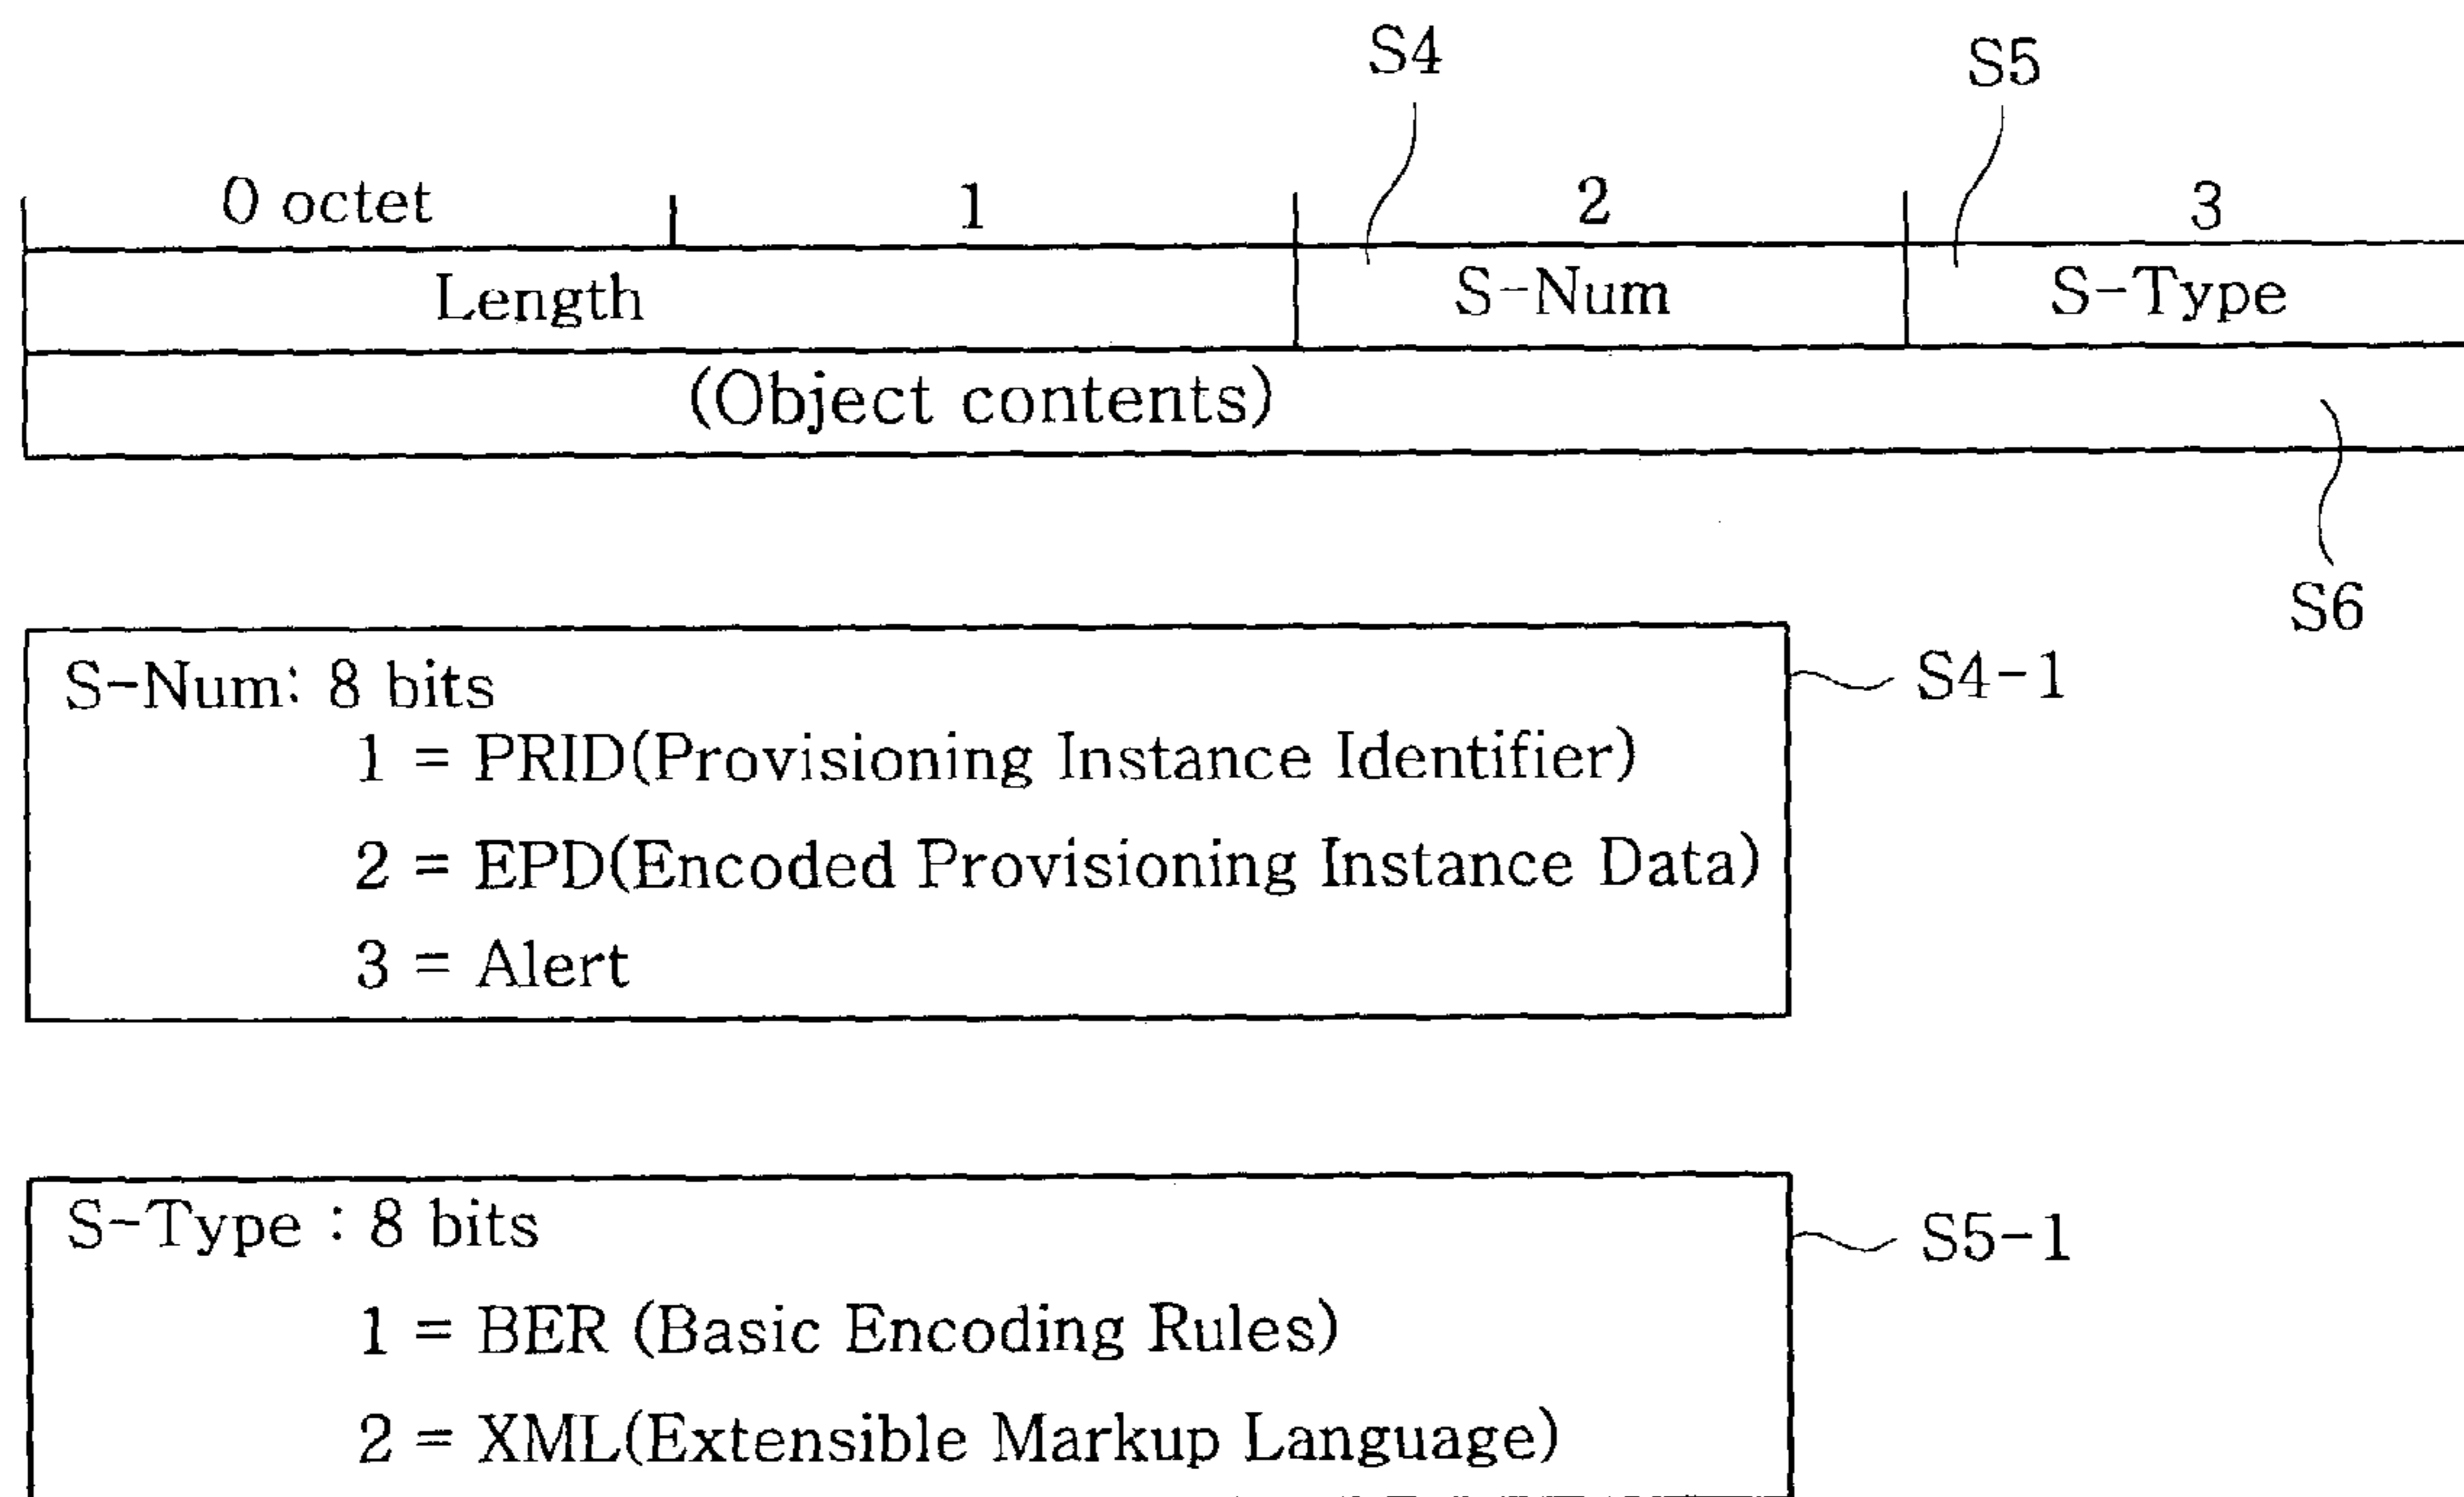 S4 S5
0 octet 1 2 3
Length S-Num S-Type
(Object contents)
S6
S-Num: 8 bits
S4-1
1 = PRID(Provisioning Instance Identifier)
2 = EPD(Encoded Provisioning Instance Data)
3 = Alert
S-Type : 8 bits
S5-1
1 = BER (Basic Encoding Rules)
2 = XML(Extensible Markup Language)